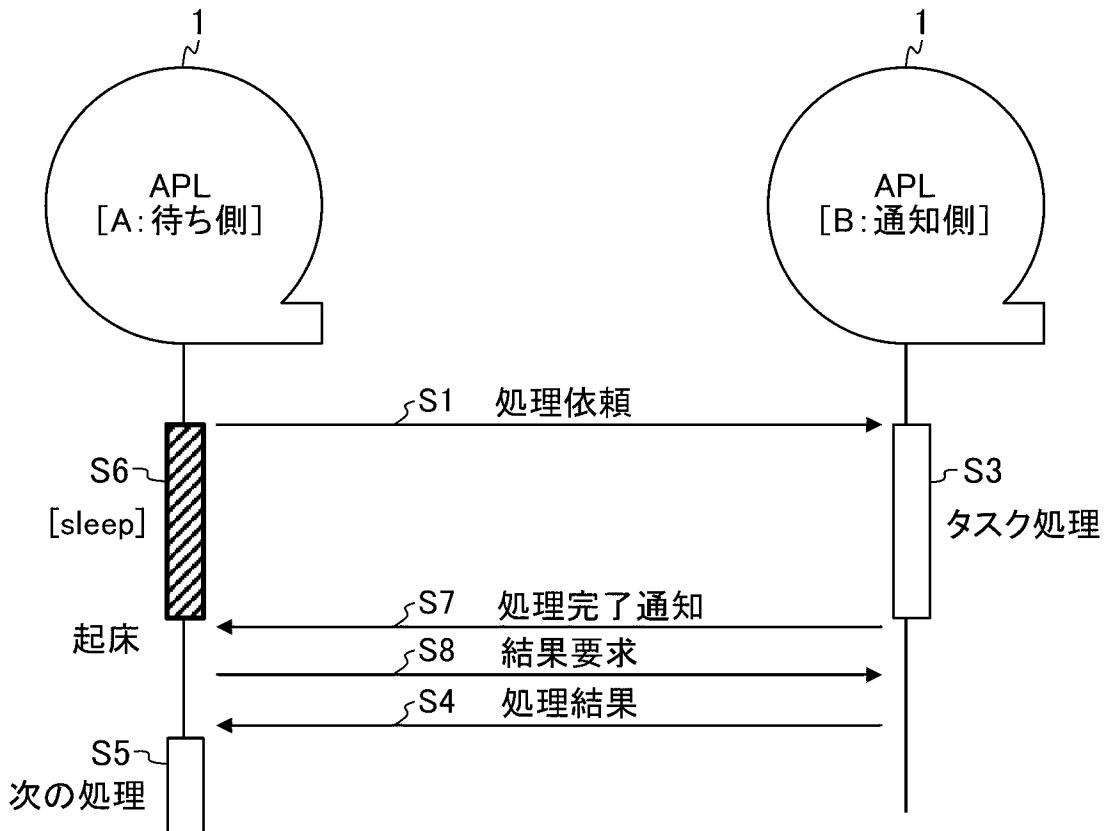 1
1
APL
[A:待ち側]
APL
[B:通知側]
S1 処理依頼
S6
[sleep]
S3
タスク処理
S7 処理完了通知
起床
S8 結果要求
S4 処理結果
S5
次の処理